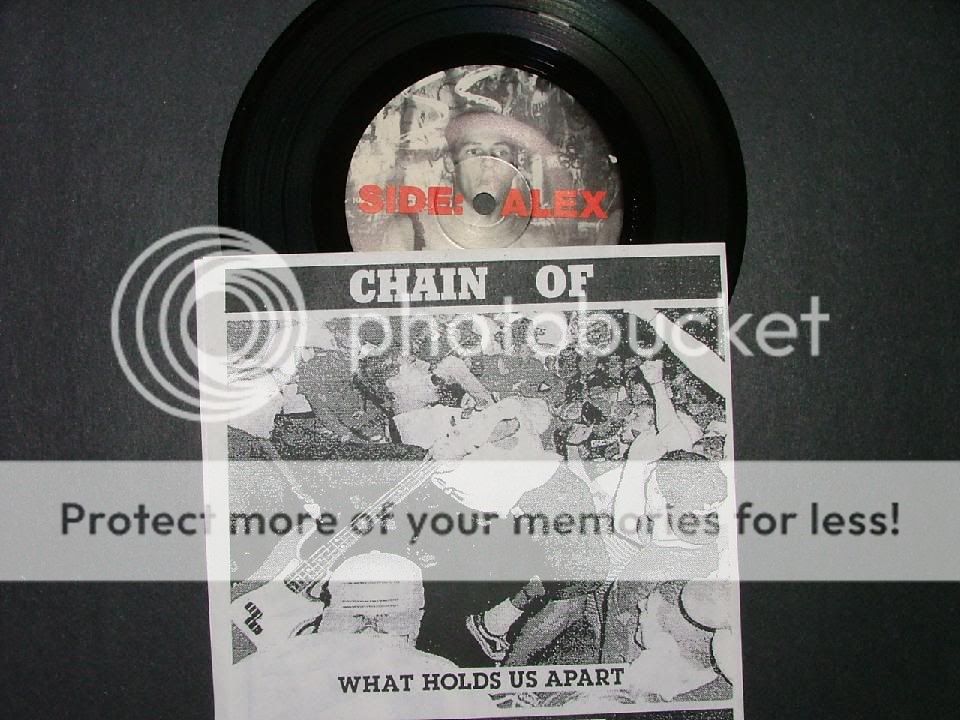 SIDE: ALEX
CHAIN OF
photobucket
Protect more of your memories for less!
WHAT HOLDS US APART